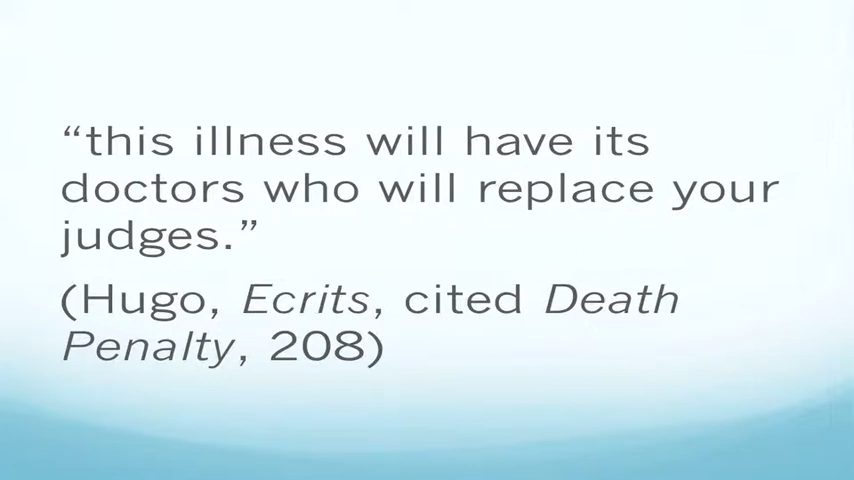 “this illness will have its
doctors who will replace your
judges.”
(Hugo, Ecrits, cited Death
Penalty, 208)